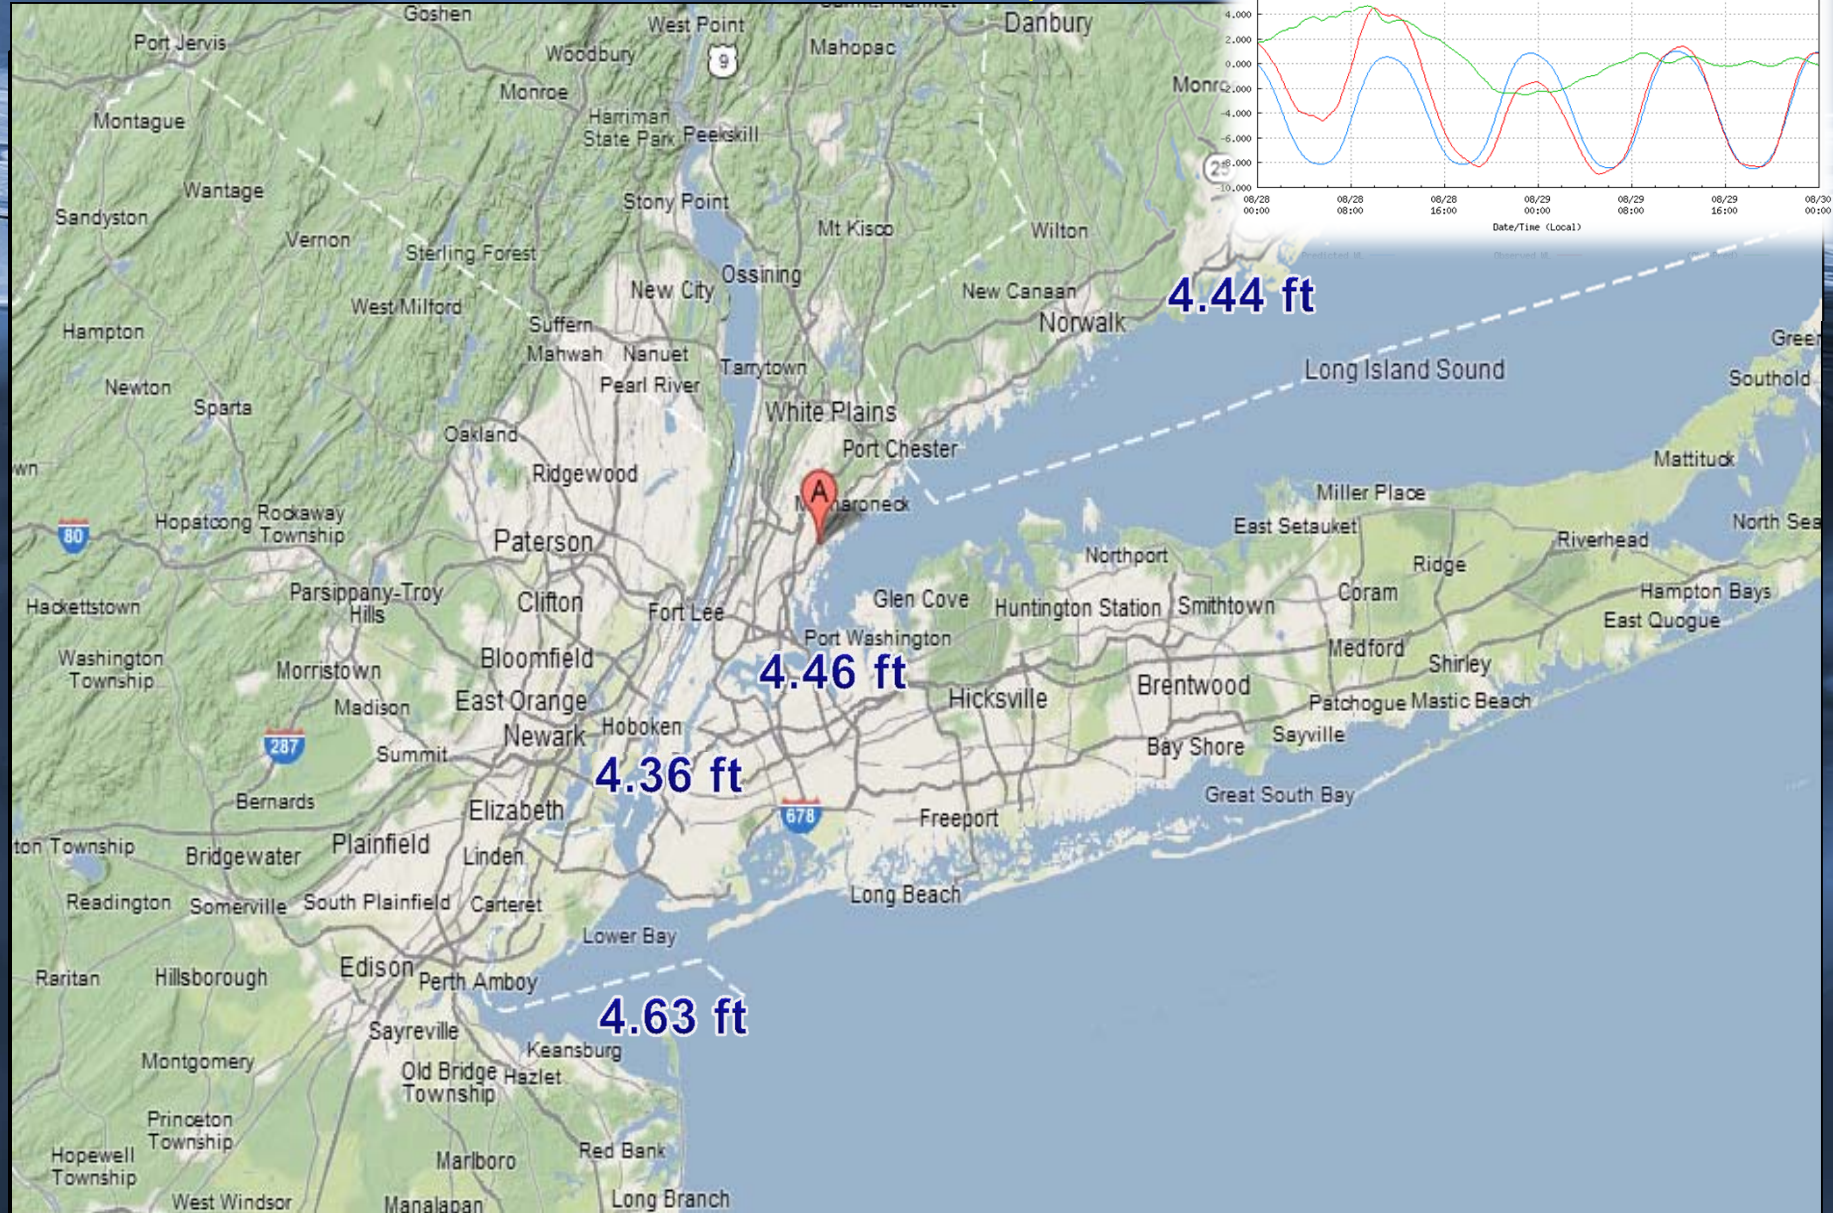 Goshen
West Point
Danbury
Port Jervis
Woodbury
9
Mahopac
Monroe
Montague
Harriman
State Park
Peekskill
Wantage
Stony Point
Sandyston
Vernon
Sterling Forest
Mt Kisco
Wilton
25
Ossining
New City
New Canaan
4.44 ft
West Milford
Hampton
Suffern
Norwalk
Mahwah
Nanuet
Tarrytown
Long Island Sound
Newton
Pearl River
Southold
Sparta
White Plains
Oakland
Port Chester
Ridgewood
Mattituck
A
Miller Place
Hopatcong
Rockaway
Township
80
Paterson
East Setauket
North Sea
Riverhead
Northport
Ridge
Parsippany-Troy
Hills
Hackettstown
Clifton
Fort Lee
Glen Cove
Huntington Station
Smithtown
Coram
Hampton Bays
East Quogue
Port Washington
Washington
Township
Morristown
Bloomfield
4.46 ft
Medford
Shirley
Madison
East Orange
Hicksville
Brentwood
Patchogue
Mastic Beach
287
Newark
Hoboken
Summit
Bay Shore
Sayville
4.36 ft
Bernards
Elizabeth
678
Freeport
Great South Bay
ton Township
Bridgewater
Plainfield
Linden
Readington
Somerville
South Plainfield
Carteret
Long Beach
Lower Bay
Raritan
Hillsborough
Edison
Perth Amboy
4.63 ft
Sayreville
Keansburg
Montgomery
Old Bridge
Township
Hazlet
Princeton
Township
Hopewell
Township
Marlboro
Red Bank
West Windsor
Manalapan
Long Branch
4.000
2.000
0.000
-2.000
-4.000
-6.000
-8.000
-10.000
08/28 08/28 08/28 08/29 08/29 08/29 08/30
00:00 08:00 16:00 00:00 08:00 16:00 00:00
Date/Time (Local)